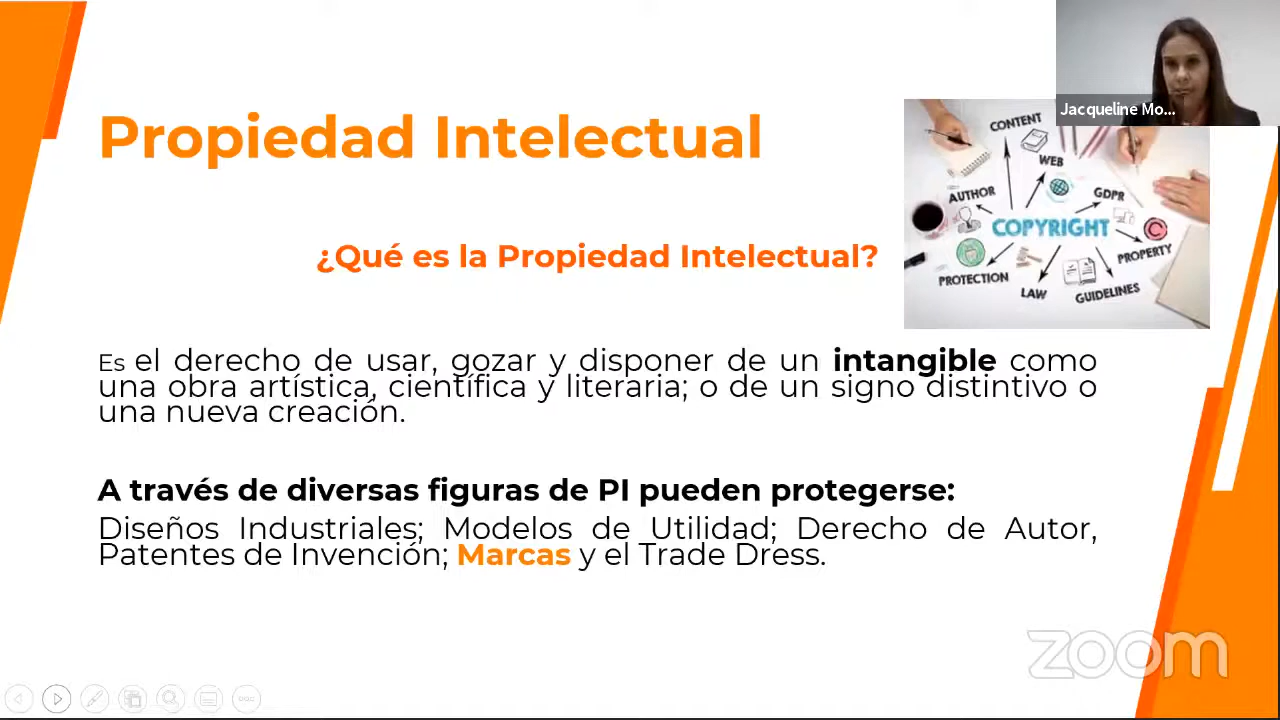 Jacqueline Mo...
Propiedad Intelectual
CONTENT
WEB
AUTHOR
GDPR
COPYRIGHT
PROPERTY
PROTECTION
LAW
GUIDELINES
¿Qué es la Propiedad Intelectual?
Es el derecho de usar, gozar y disponer de un intangible como
una obra artística, científica y literaria; o de un signo distintivo o
una nueva creación.
A través de diversas figuras de PI pueden protegerse:
Diseños Industriales; Modelos de Utilidad; Derecho de Autor,
Patentes de Invención; Marcas y el Trade Dress.
zoom